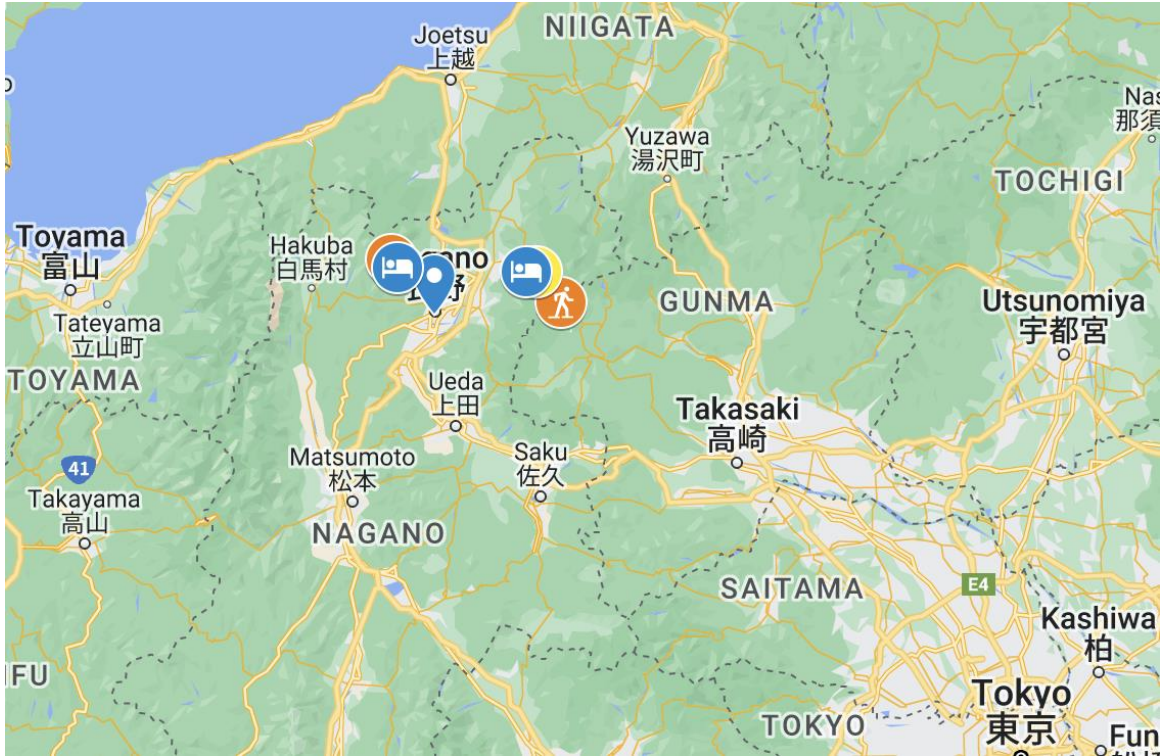 NIIGATA
Joetsu
上越
Yuzawa
湯沢町
Nas
那須
TOCHIGI
Toyama
富山
Hakuba
白馬村
Tateyama
立山町
GUNMA
Utsunomiya
宇都宮
TOYAMA
Ueda
上田
Takasaki
高崎
Matsumoto
松本
Saku
佐久
41
Takayama
高山
NAGANO
SAITAMA
E4
Kashiwa
柏
IFU
Tokyo
東京
TOKYO
Fun